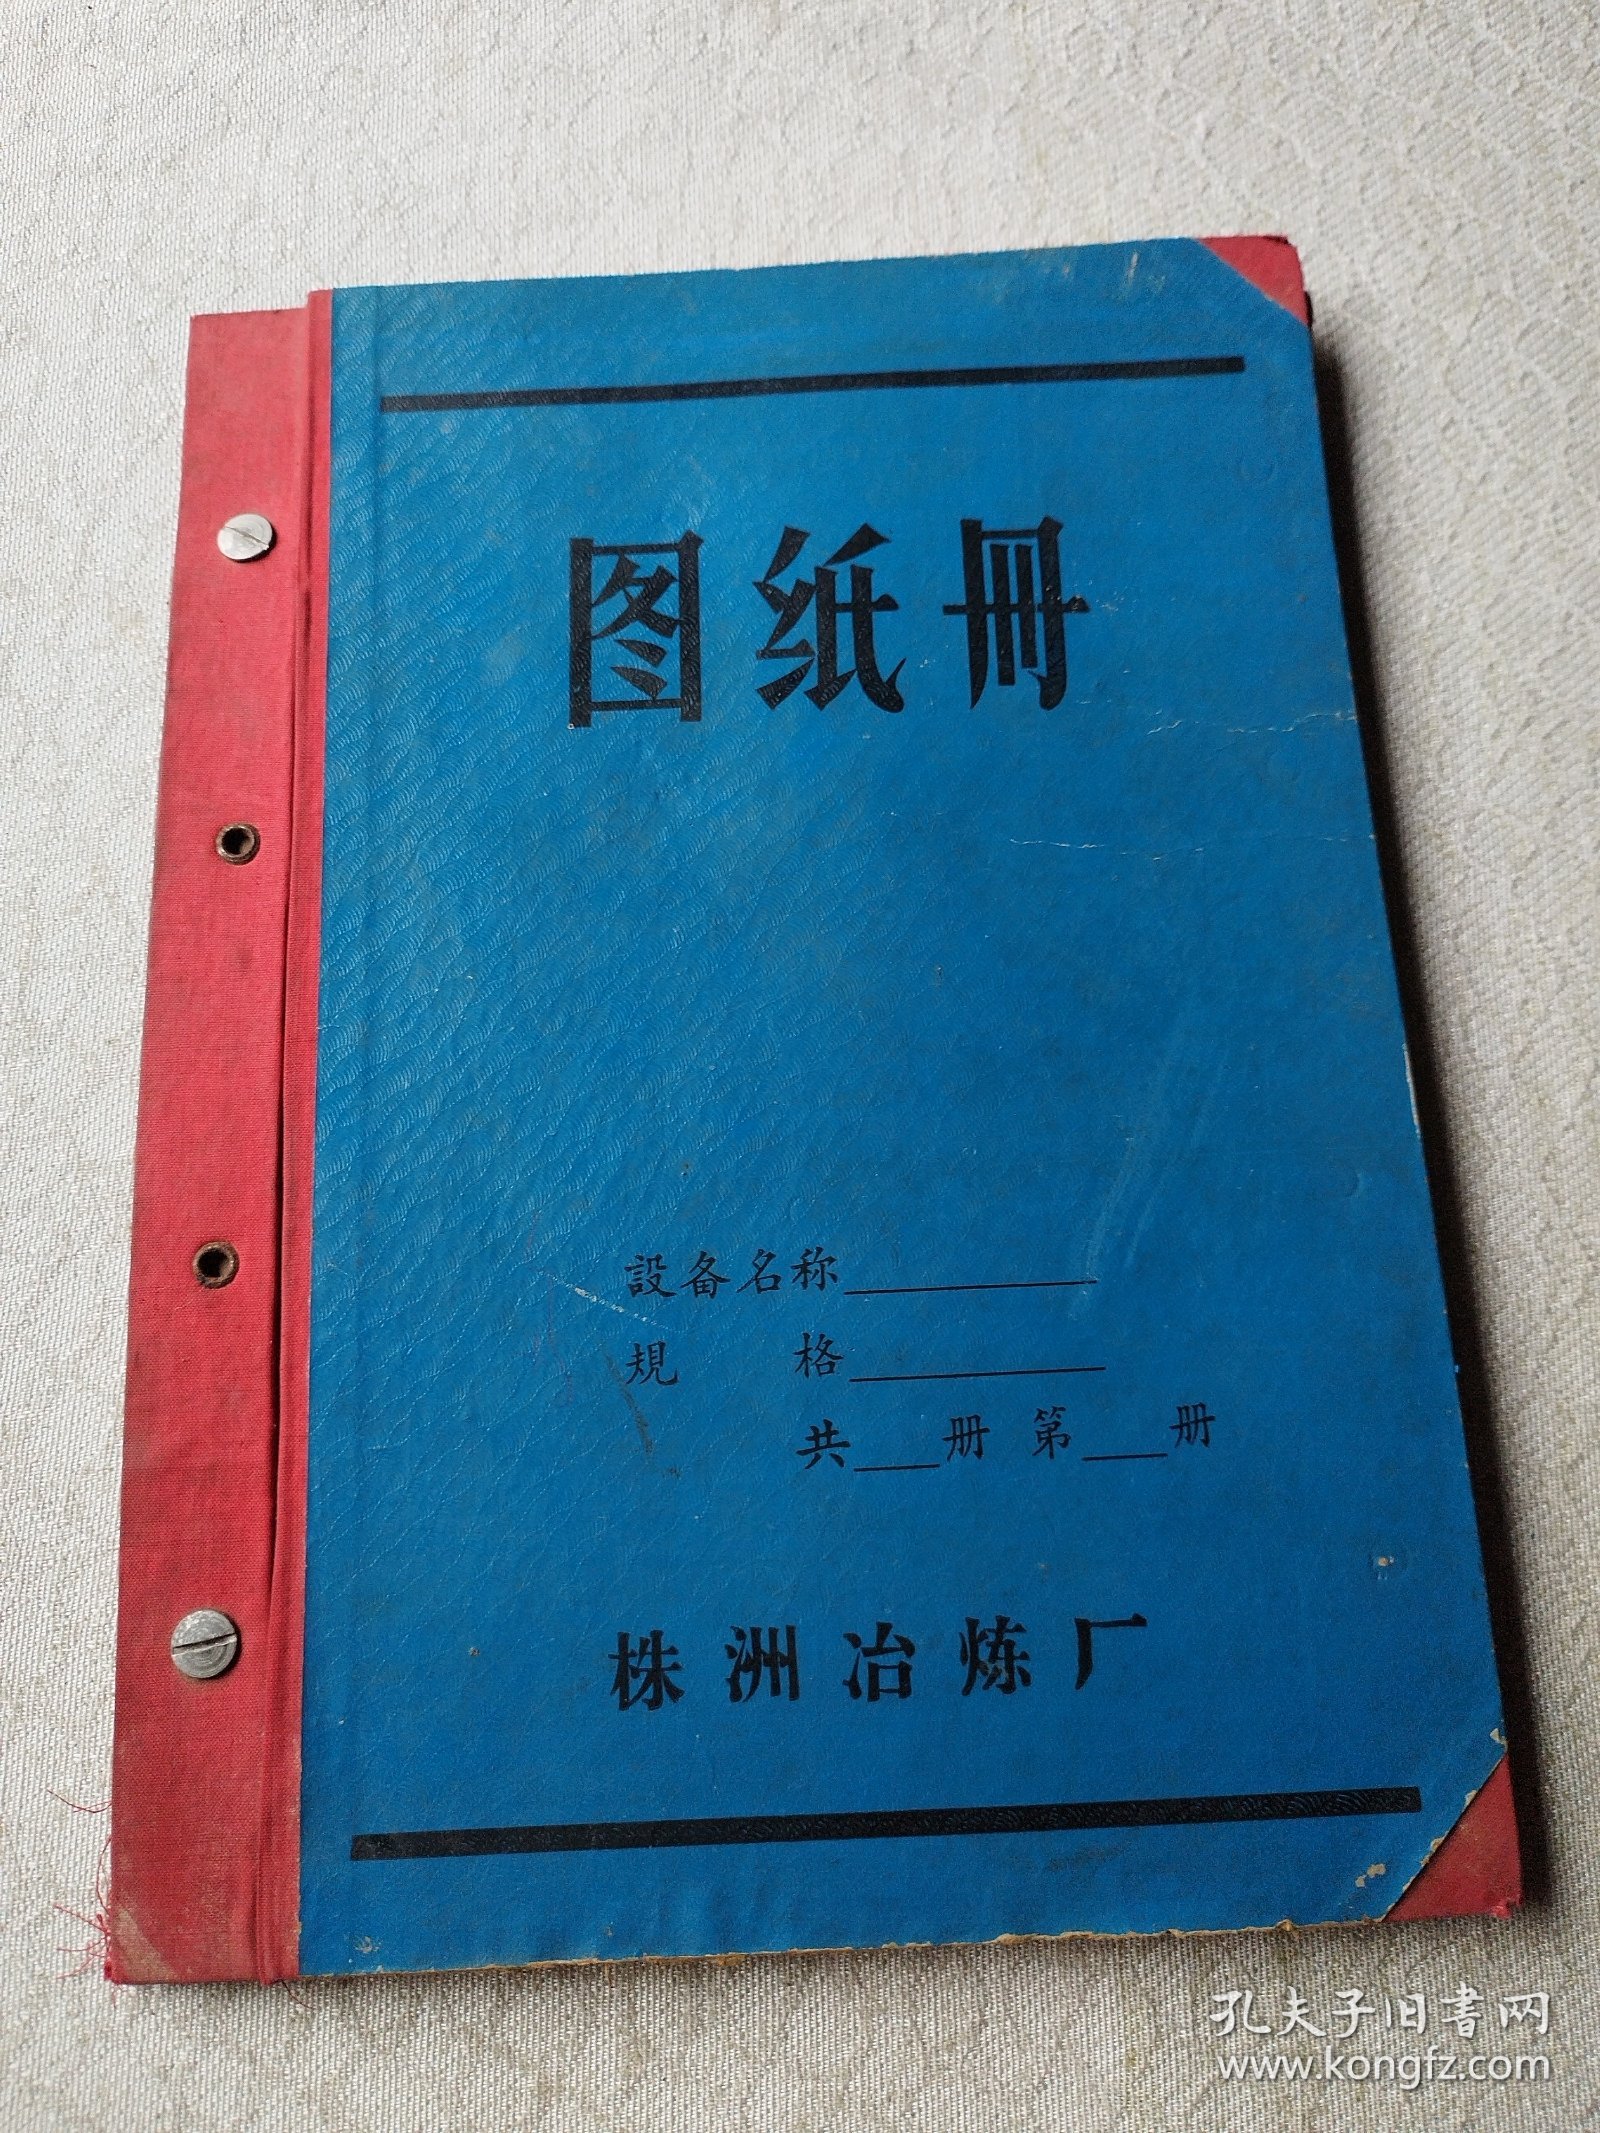 图纸册
設备名称
規 格
共 册 第 册
株洲冶炼厂
孔夫子旧書网
www.kongfz.com